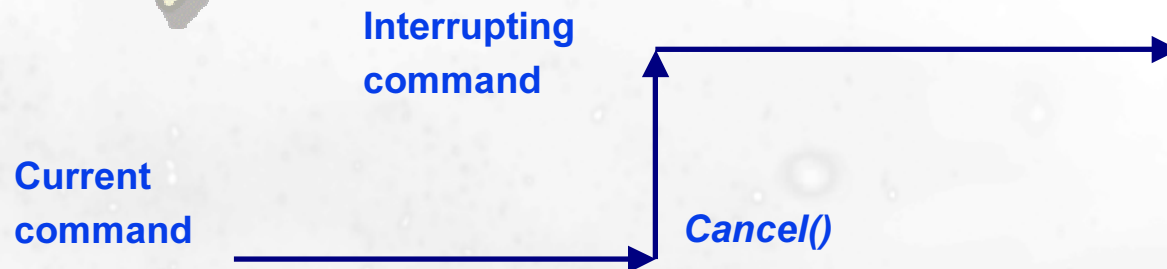 Interrupting
command
Current
command
Cancel()